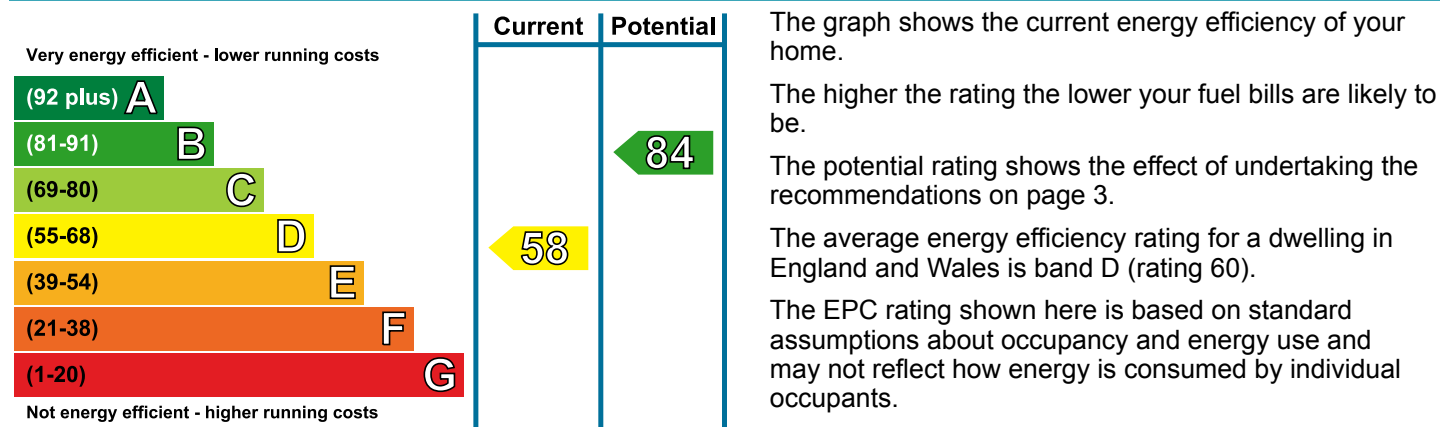 Current Potential
Very energy efficient - lower running costs
(92 plus) A
(81-91) B
84
(69-80) C
(55-68) D
58
(39-54) E
(21-38) F
(1-20) G
Not energy efficient - higher running costs
The graph shows the current energy efficiency of your
home.
The higher the rating the lower your fuel bills are likely to
be.
The potential rating shows the effect of undertaking the
recommendations on page 3.
The average energy efficiency rating for a dwelling in
England and Wales is band D (rating 60).
The EPC rating shown here is based on standard
assumptions about occupancy and energy use and
may not reflect how energy is consumed by individual
occupants.